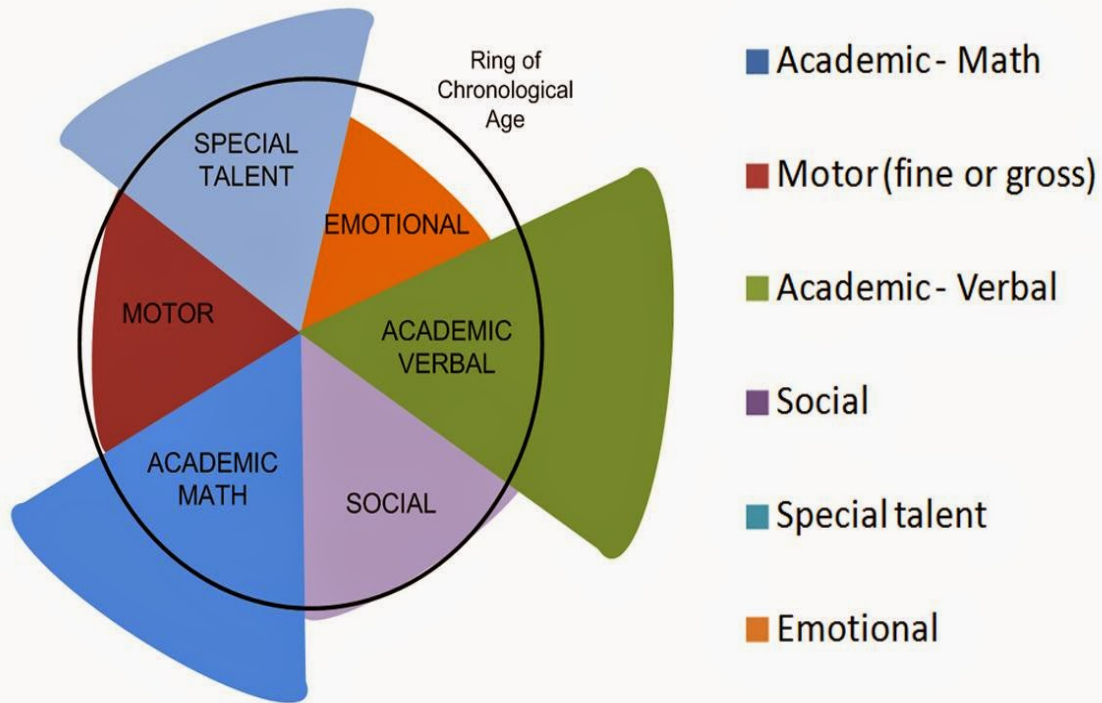 Ring of
Chronological
Age
SPECIAL
TALENT
EMOTIONAL
MOTOR
ACADEMIC
VERBAL
ACADEMIC
MATH
SOCIAL
Academic - Math
Motor (fine or gross)
Academic - Verbal
Social
Special talent
Emotional